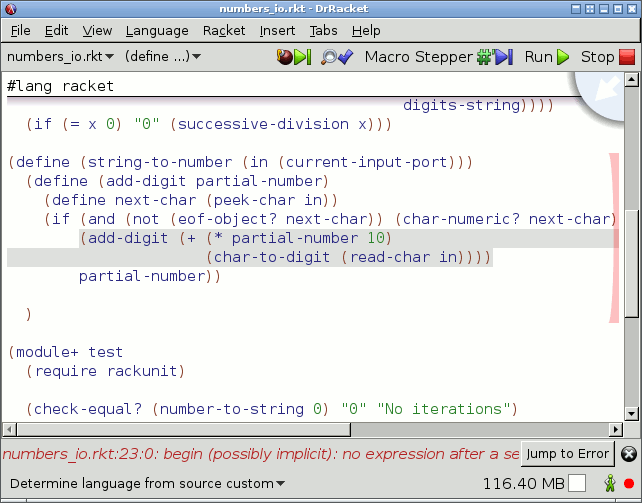 numbers_io.rkt - DrRacket
File Edit View Language Racket Insert Tabs Help
numbers_io.rkt (define ...) Macro Stepper Run Stop
#lang racket
digits-string))))
(if (= x 0) "0" (successive-division x)))
(define (string-to-number (in (current-input-port)))
(define (add-digit partial-number)
(define next-char (peek-char in))
(if (and (not (eof-object? next-char)) (char-numeric? next-char)
(add-digit (+ (* partial-number 10)
(char-to-digit (read-char in))))
partial-number))
)
(module+ test
(require rackunit)
(check-equal? (number-to-string 0) "0" "No iterations")
numbers_io.rkt:23:0: begin (possibly implicit): no expression after a se Jump to Error
Determine language from source custom 116.40 MB